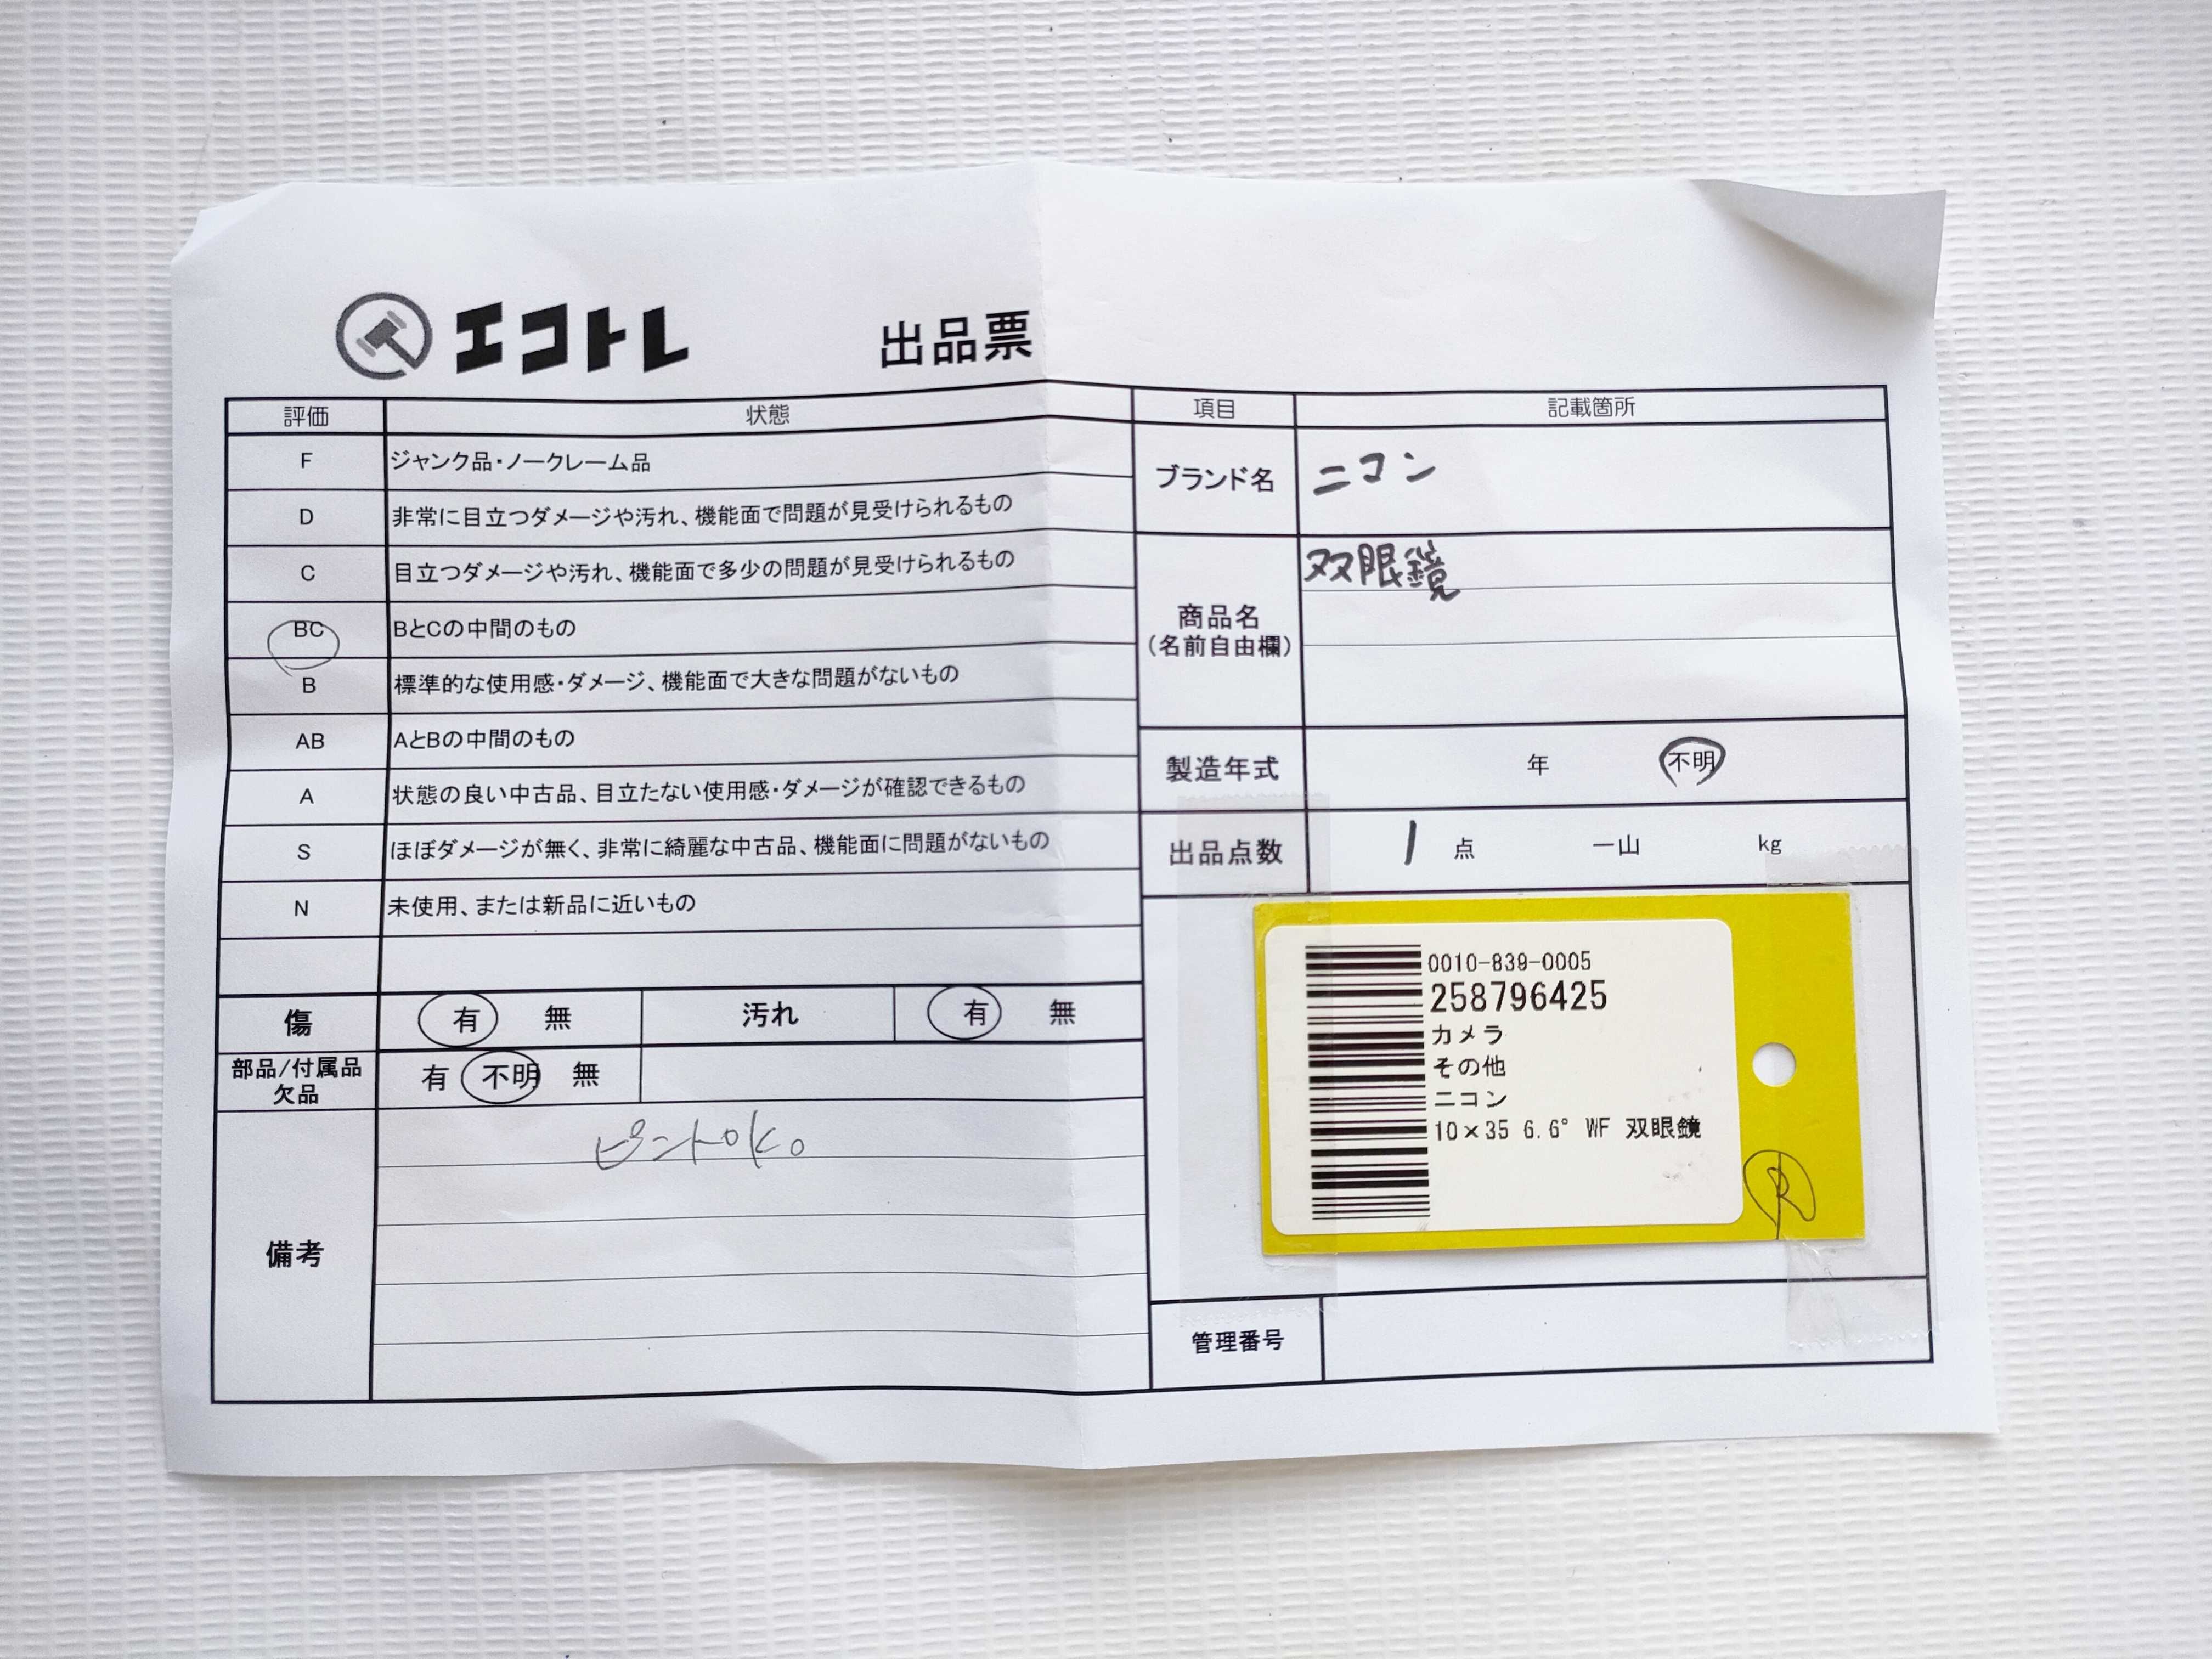 エコトレ 出品票
評価 状態
F ジャンク品・ノークレーム品
D 非常に目立つダメージや汚れ、機能面で問題が見受けられるもの
C 目立つダメージや汚れ、機能面で多少の問題が見受けられるもの
BC BとCの中間のもの
B 標準的な使用感・ダメージ、機能面で大きな問題がないもの
AB AとBの中間のもの
A 状態の良い中古品、目立たない使用感・ダメージが確認できるもの
S ほぼダメージが無く、非常に綺麗な中古品、機能面に問題がないもの
N 未使用、または新品に近いもの
傷 有 無 汚れ 有 無
部品/付属品
欠品 有 不明 無
備考 ピントOK。
項目 記載箇所
ブランド名 ニコン
商品名 双眼鏡
(名前自由欄)
製造年式 年 不明
出品点数 1 点 一山 kg
0010-839-0005
258796425
カメラ
その他
ニコン
10×35 6.6° WF 双眼鏡
R
管理番号